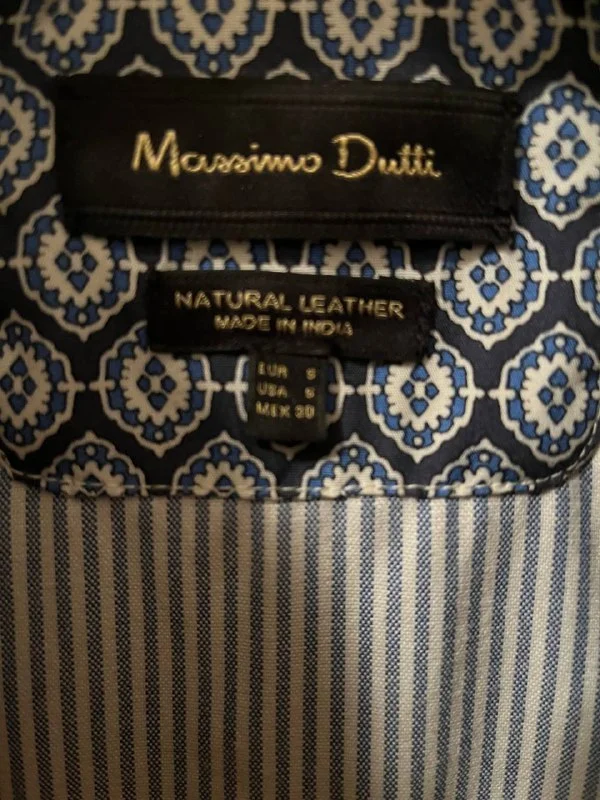 Massimo Dutti
NATURAL LEATHER
MADE IN INDIA
EUR S
USA S
MEX 30